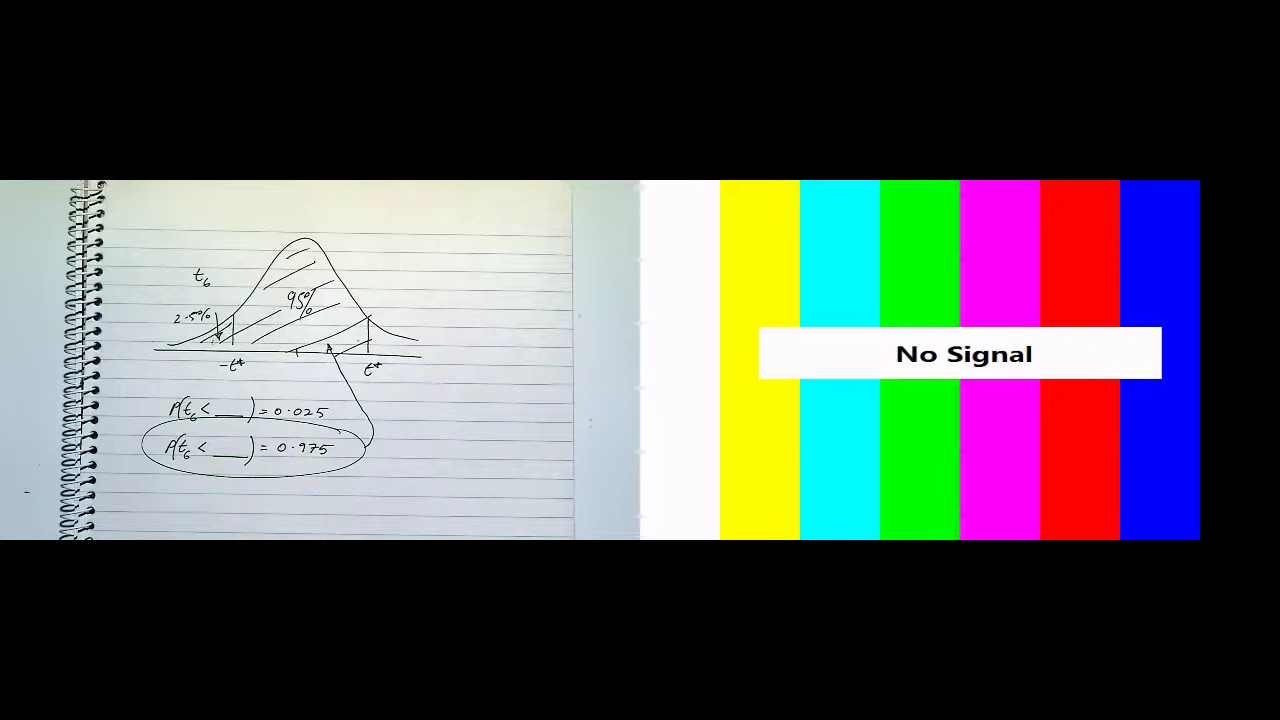 t6
95%
2.5%
-t*
t*
P(t6 < ___ ) = 0.025
P(t6 < ___ ) = 0.975
No Signal